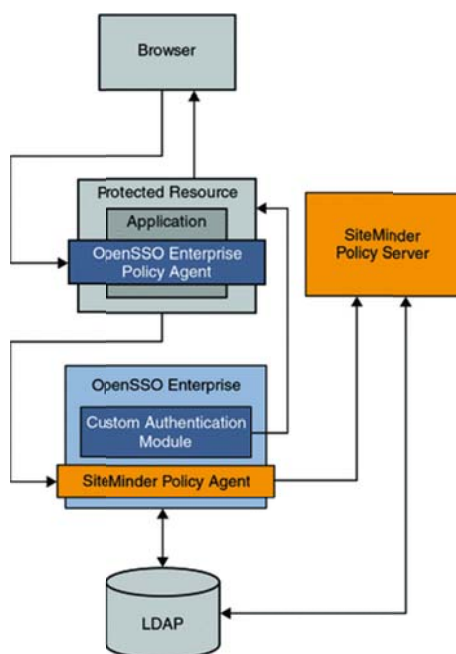 Browser
Protected Resource
Application
OpenSSO Enterprise
Policy Agent
SiteMinder
Policy Server
OpenSSO Enterprise
Custom Authentication
Module
SiteMinder Policy Agent
LDAP